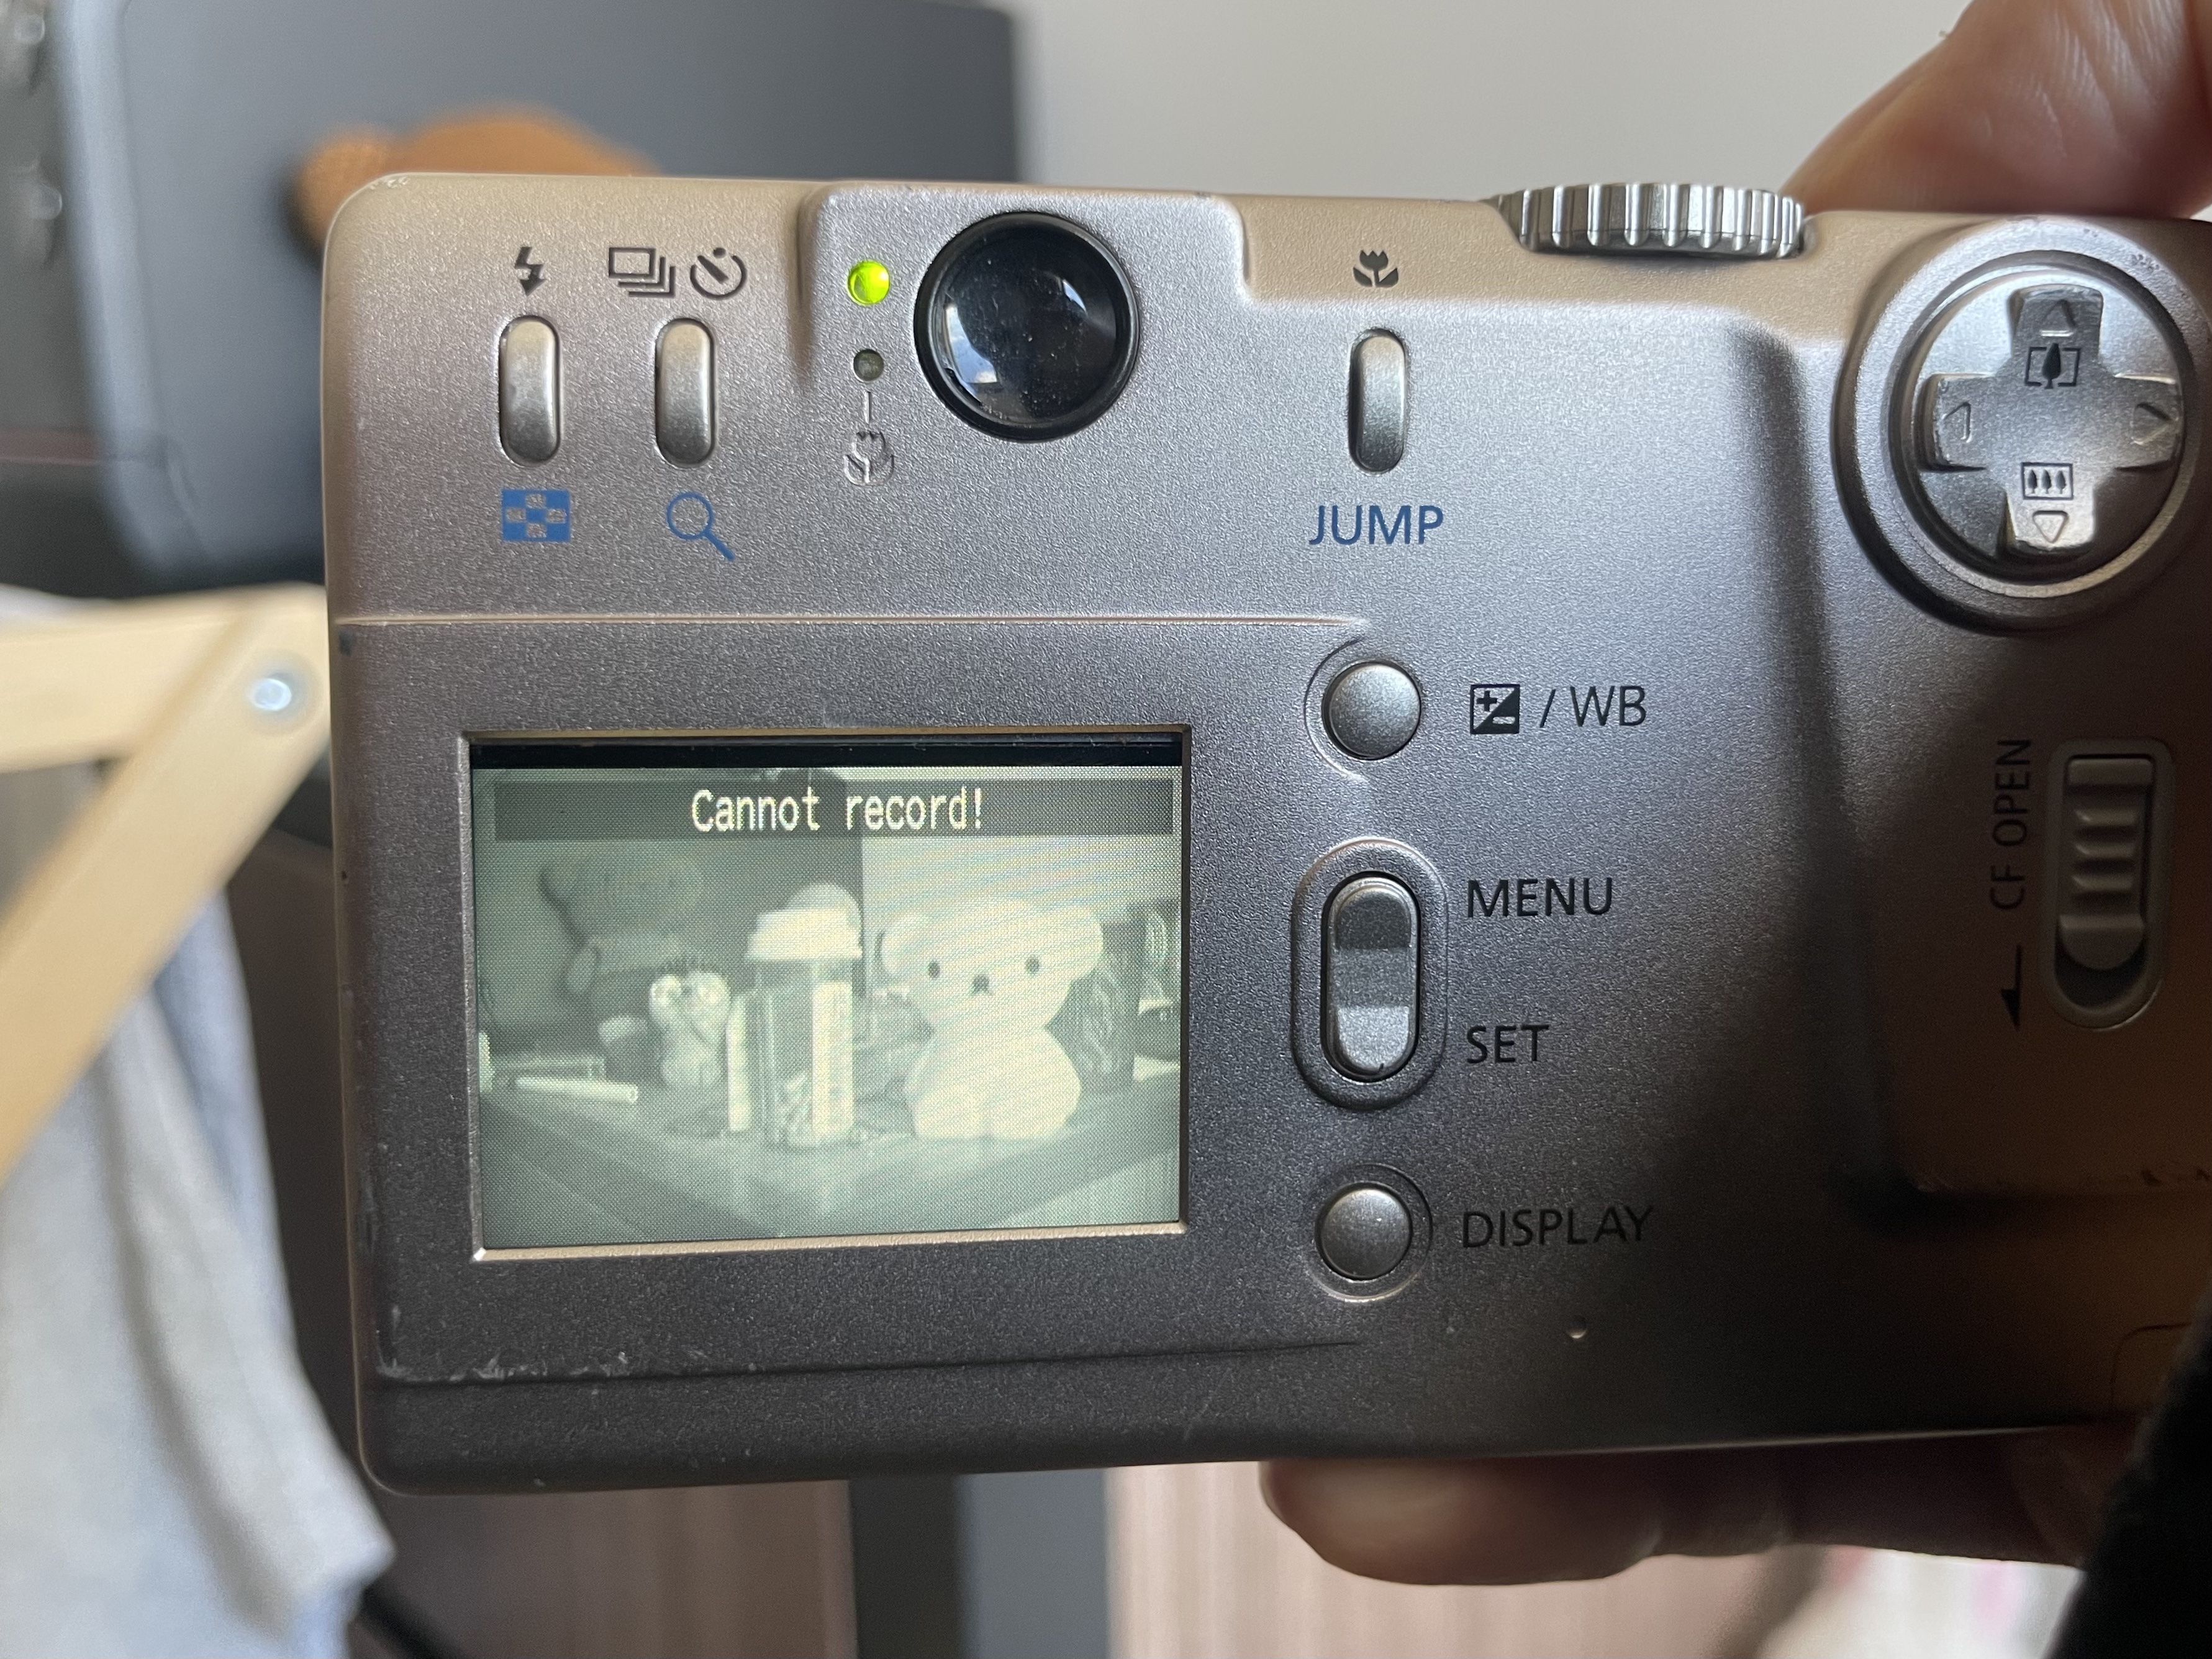 JUMP
/ WB
Cannot record!
MENU
CF OPEN
SET
DISPLAY